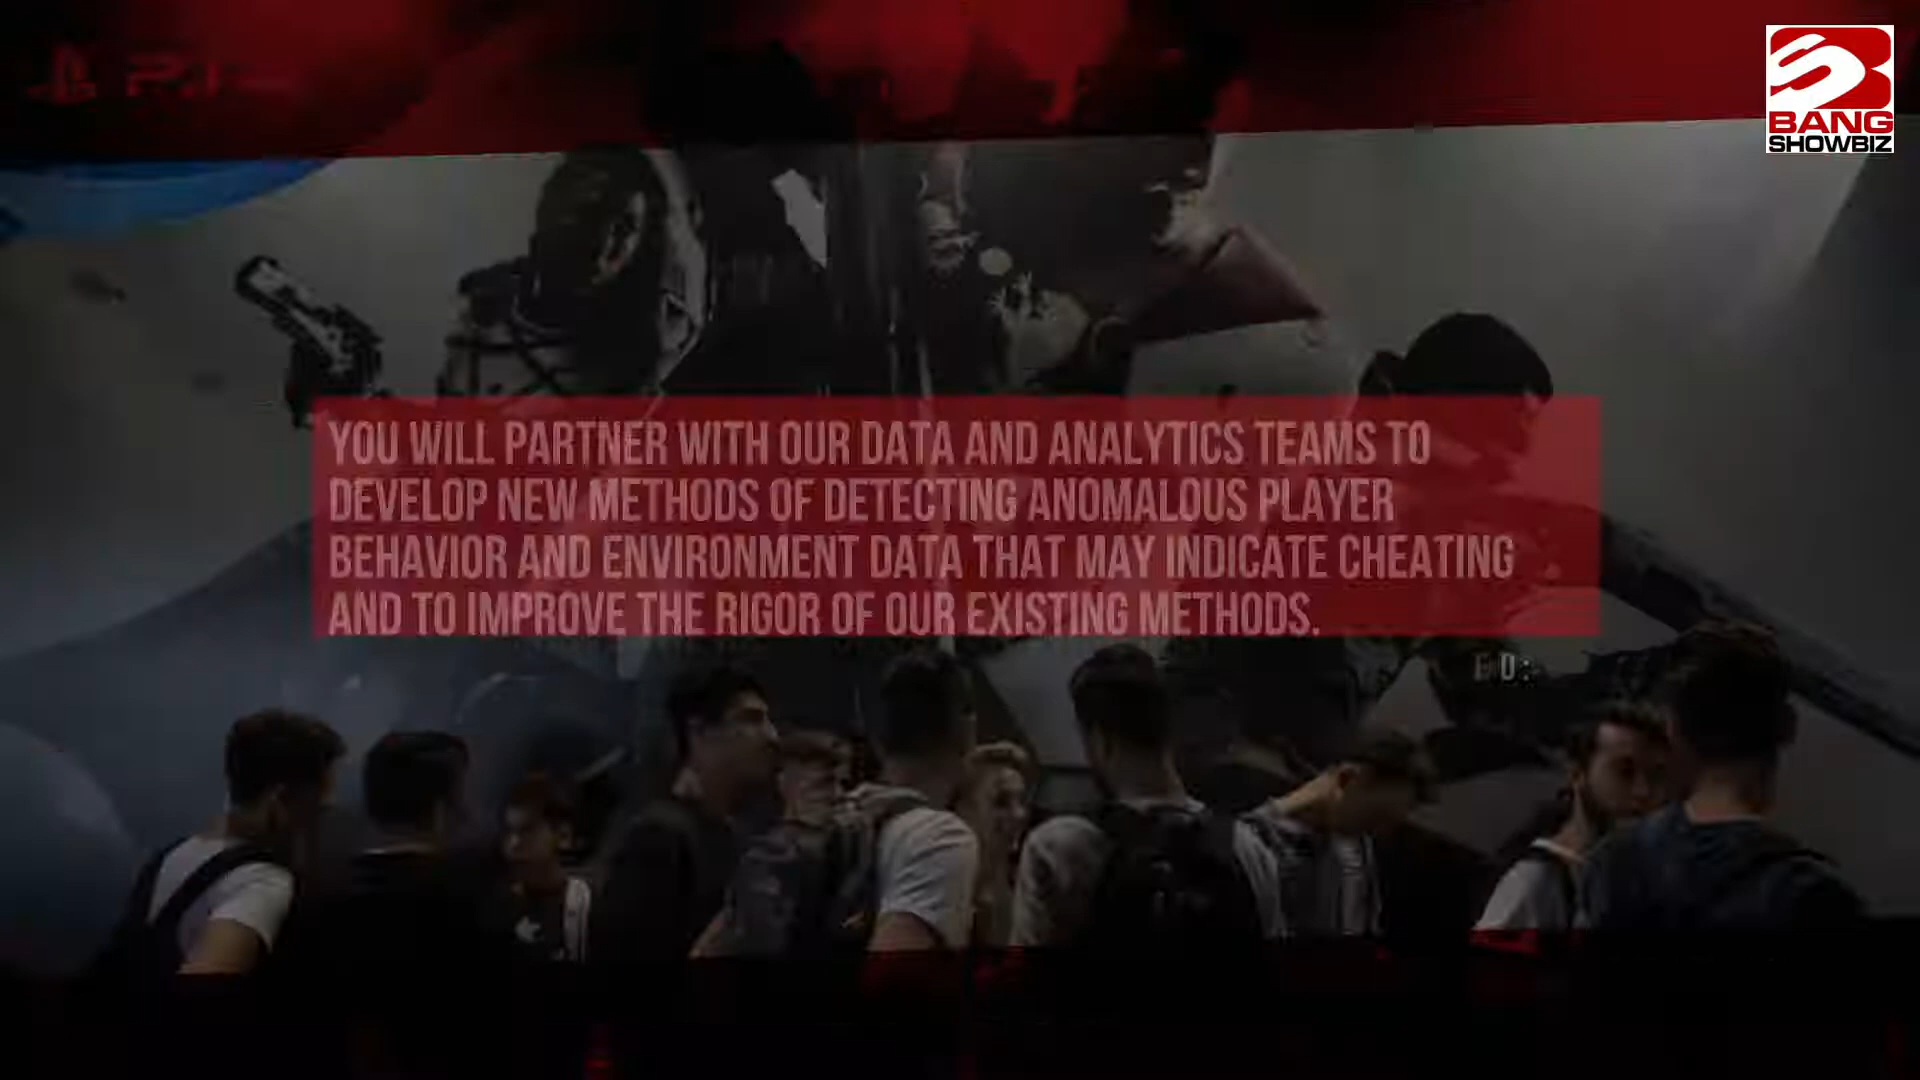 BANG
SHOWBIZ
YOU WILL PARTNER WITH OUR DATA AND ANALYTICS TEAMS TO
DEVELOP NEW METHODS OF DETECTING ANOMALOUS PLAYER
BEHAVIOR AND ENVIRONMENT DATA THAT MAY INDICATE CHEATING
AND TO IMPROVE THE RIGOR OF OUR EXISTING METHODS.